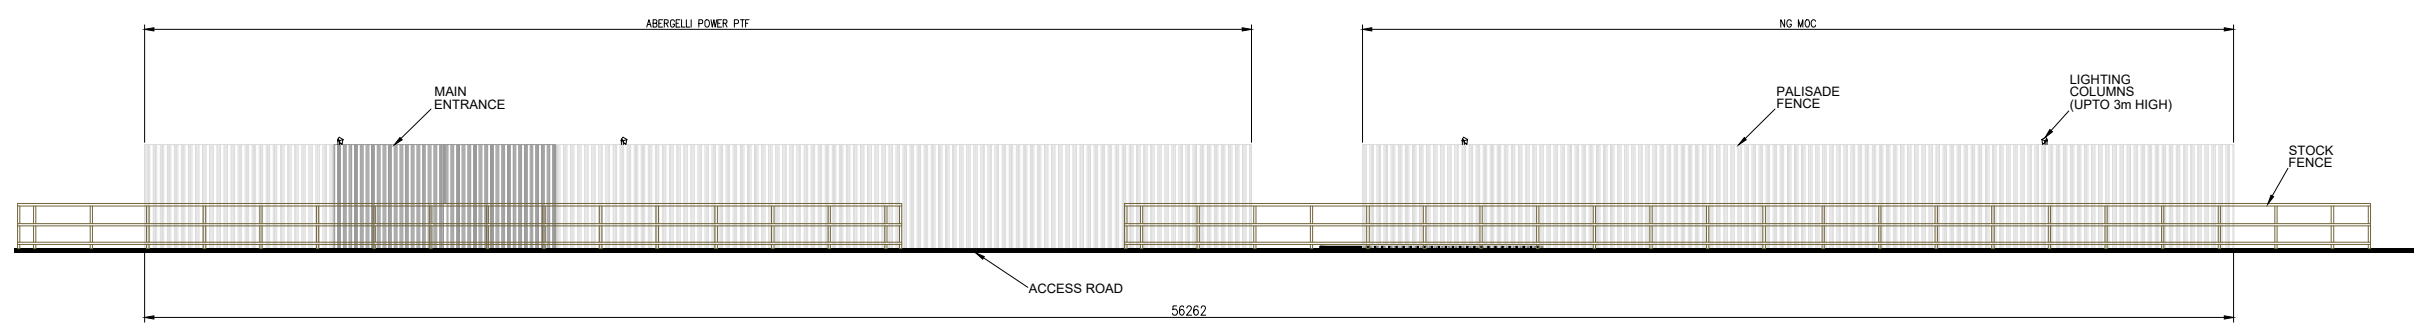 ABERGELLI POWER PTF
NG MOC
MAIN
ENTRANCE
PALISADE
FENCE
LIGHTING
COLUMNS
(UPTO 3m HIGH)
STOCK
FENCE
ACCESS ROAD
56262